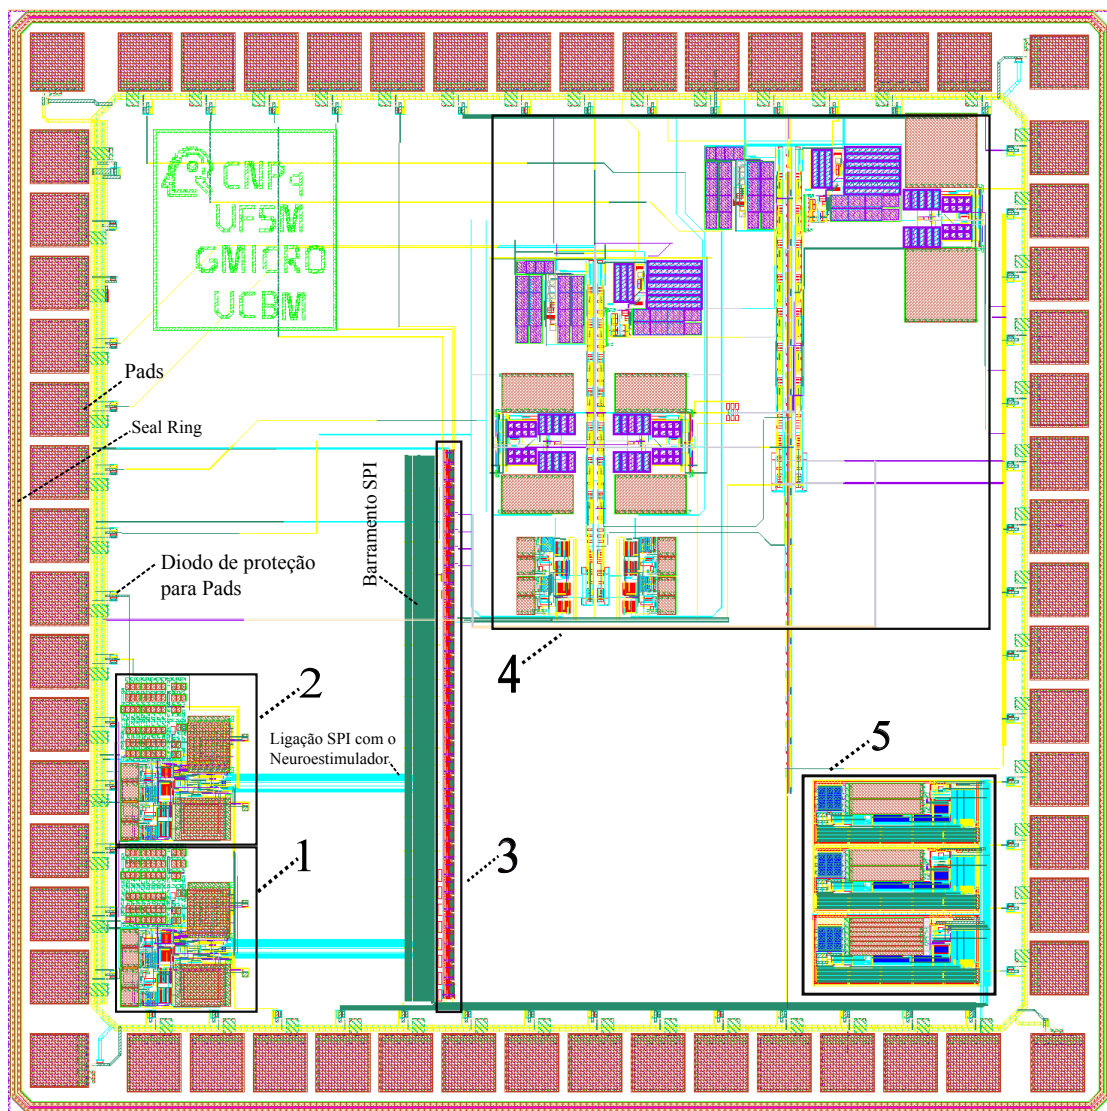 CNPq
UFSM
GMICRO
UCBM
Pads
Seal Ring
Barramento SPI
Diodo de proteção
para Pads
4
2
Ligação SPI com o
Neuroestimulador
5
1
3